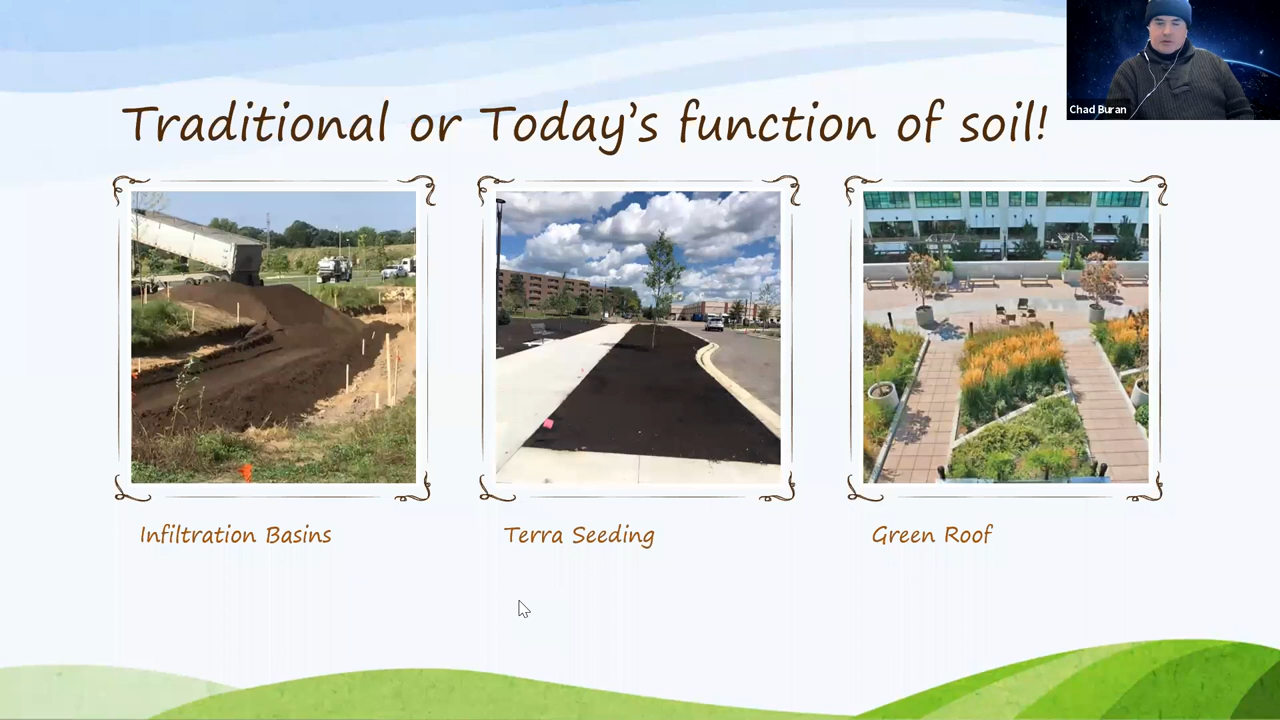 Chad Buran
Traditional or Today's function of soil!
Infiltration Basins
Terra Seeding
Green Roof